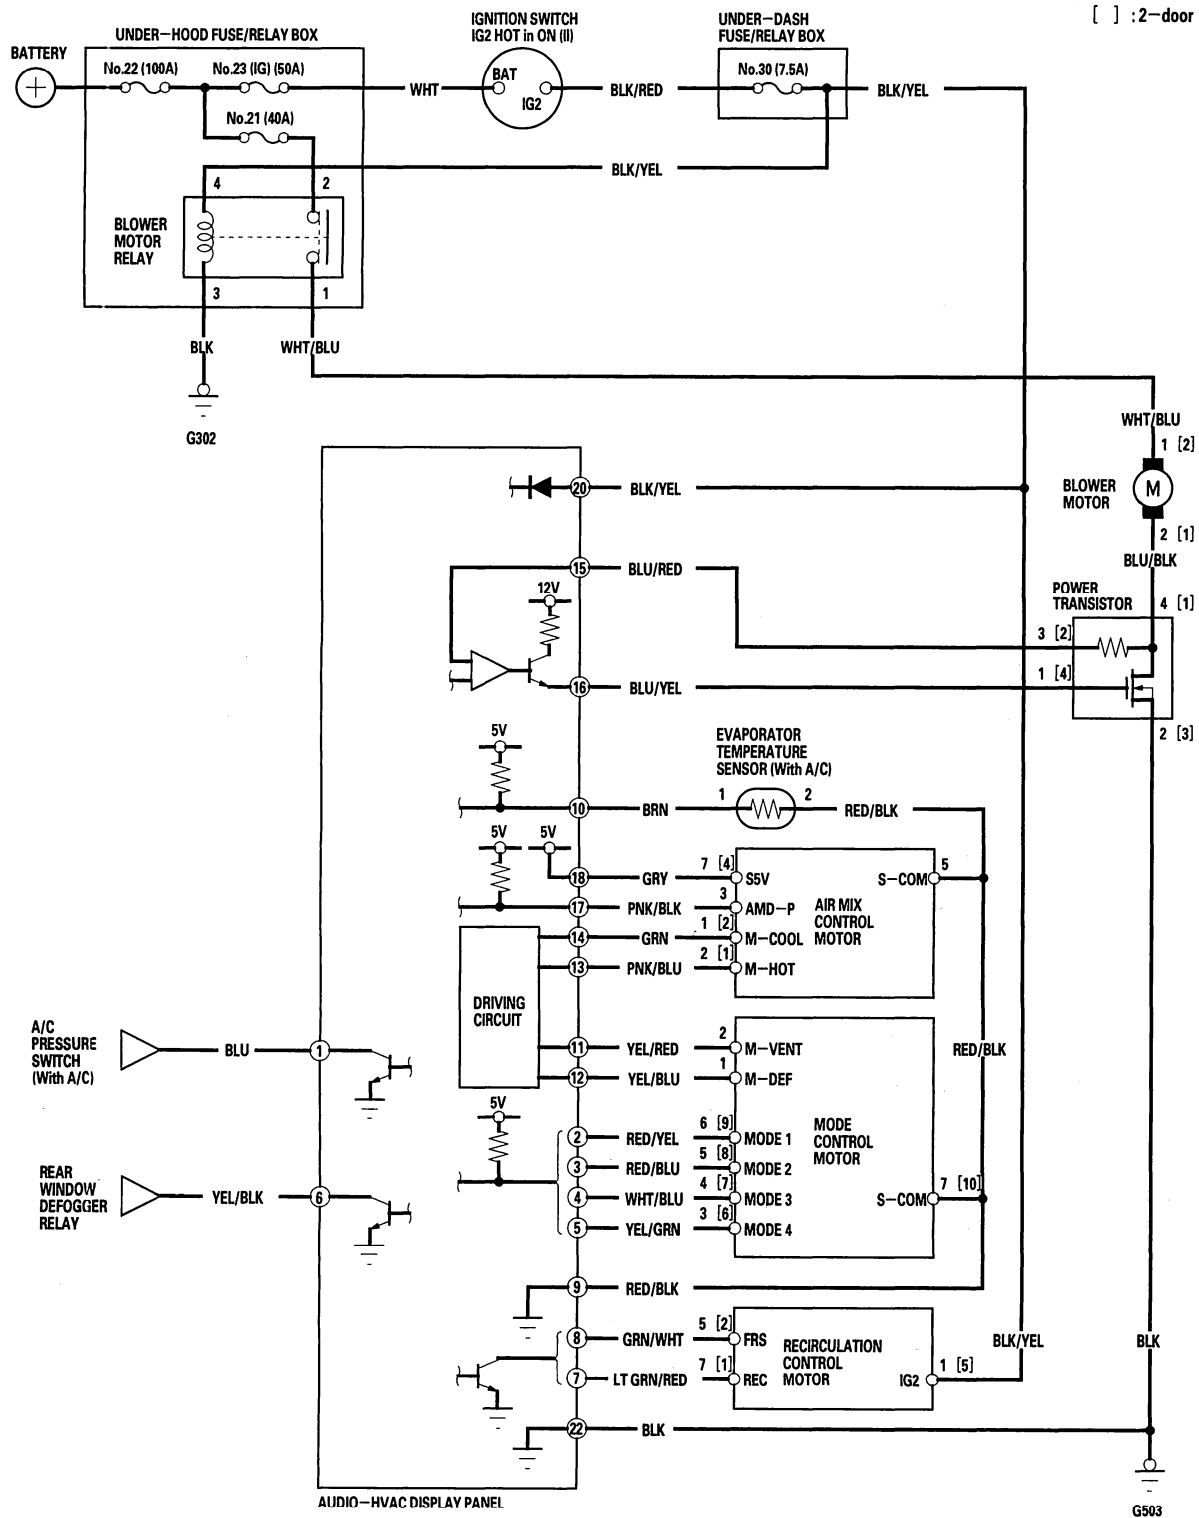 [ ] : 2-door
IGNITION SWITCH
IG2 HOT in ON (II)
UNDER-DASH
FUSE/RELAY BOX
UNDER-HOOD FUSE/RELAY BOX
BATTERY
No.22 (100A)
No.23 (IG) (50A)
WHT
BAT
IG2
BLK/RED
No.30 (7.5A)
BLK/YEL
No.21 (40A)
BLK/YEL
4
2
BLOWER
MOTOR
RELAY
3
1
BLK
WHT/BLU
G302
WHT/BLU
1 [2]
BLOWER
MOTOR
M
2 [1]
BLU/BLK
20
BLK/YEL
15
BLU/RED
12V
POWER
TRANSISTOR
4 [1]
3 [2]
1 [4]
16
BLU/YEL
2 [3]
5V
EVAPORATOR
TEMPERATURE
SENSOR (With A/C)
10
BRN
1
2
RED/BLK
5V
5V
18
GRY
7 [4]
S5V
S-COM
5
17
PNK/BLK
3
AMD-P
AIR MIX
CONTROL
MOTOR
14
GRN
1 [2]
M-COOL
13
PNK/BLU
2 [1]
M-HOT
DRIVING
CIRCUIT
A/C
PRESSURE
SWITCH
(With A/C)
BLU
1
11
YEL/RED
2
M-VENT
RED/BLK
12
YEL/BLU
1
M-DEF
5V
2
RED/YEL
6 [9]
MODE 1
MODE
CONTROL
MOTOR
3
RED/BLU
5 [8]
MODE 2
4
WHT/BLU
4 [7]
MODE 3
S-COM
7 [10]
5
YEL/GRN
3 [6]
MODE 4
REAR
WINDOW
DEFOGGER
RELAY
YEL/BLK
6
9
RED/BLK
8
GRN/WHT
5 [2]
FRS
RECIRCULATION
CONTROL
MOTOR
BLK/YEL
BLK
7
LT GRN/RED
7 [1]
REC
IG2
1 [5]
22
BLK
AUDIO-HVAC DISPLAY PANEL
G503